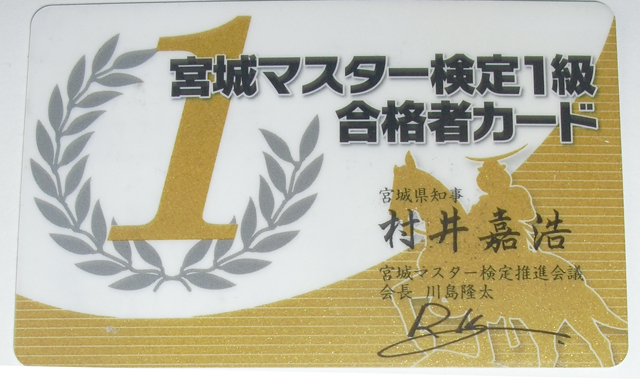 1
宮城マスター検定1級
合格者カード
宮城県知事
村井嘉浩
宮城マスター検定推進会議
会長 川島隆太